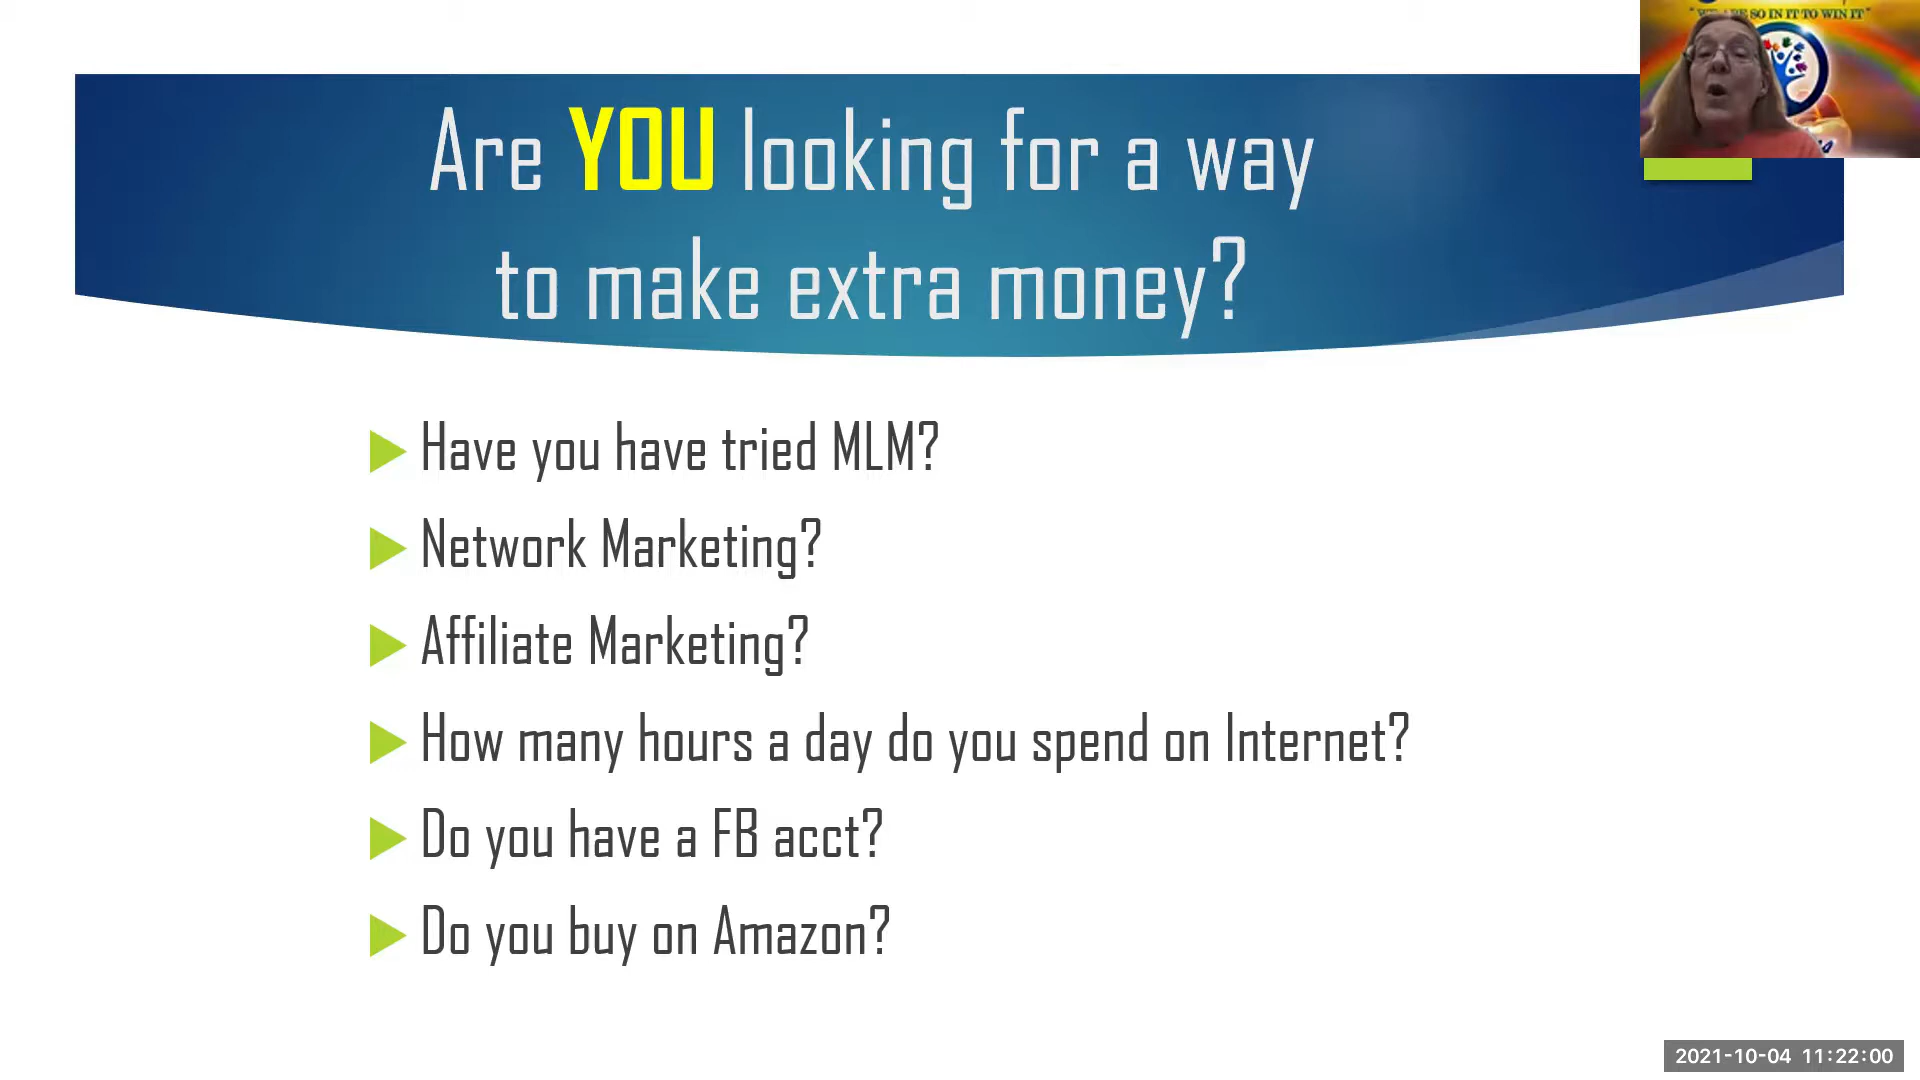 " WE ARE SO IN IT TO WIN IT "
Are YOU looking for a way
to make extra money?
Have you have tried MLM?
Network Marketing?
Affiliate Marketing?
How many hours a day do you spend on Internet?
Do you have a FB acct?
Do you buy on Amazon?
2021-10-04 11:22:00